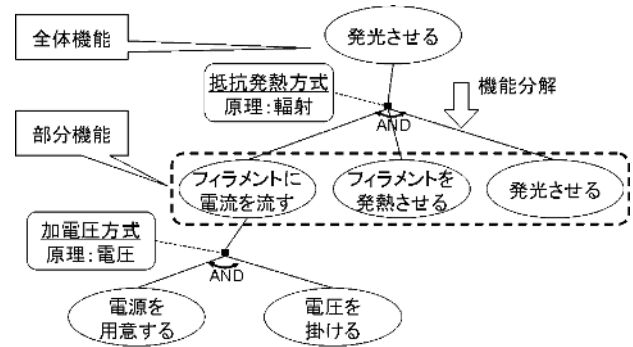 全体機能
発光させる
抵抗発熱方式
原理:輻射
機能分解
AND
部分機能
フィラメントに
電流を流す
フィラメントを
発熱させる
発光させる
加電圧方式
原理:電圧
AND
電源を
用意する
電圧を
掛ける